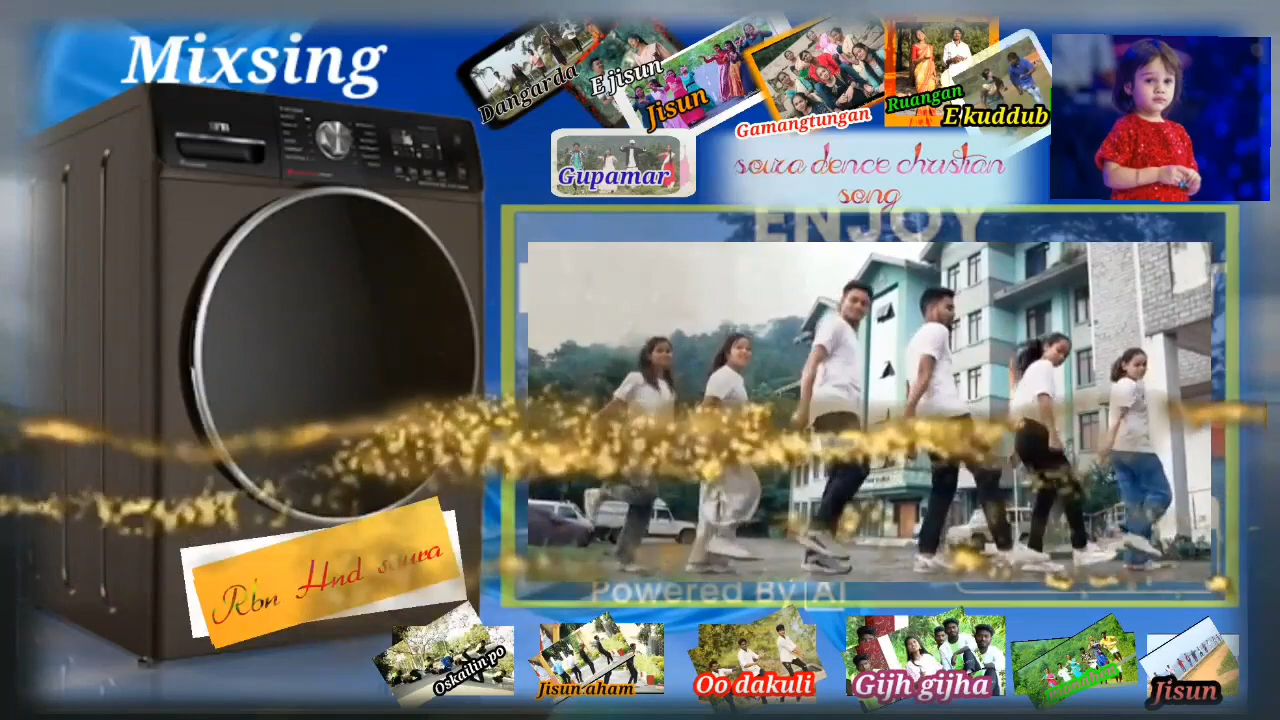 Mixsing
Dangarda
E jisun
Jisun
Gamangtungan
Ruangan
E kuddub
Gupamar
soura dence christian
song
ENJOY
Rbn Hnd soura
Powered By AI
Oskailin po
Jisun aham
Oo dakuli
Gijh gijha
Jisun